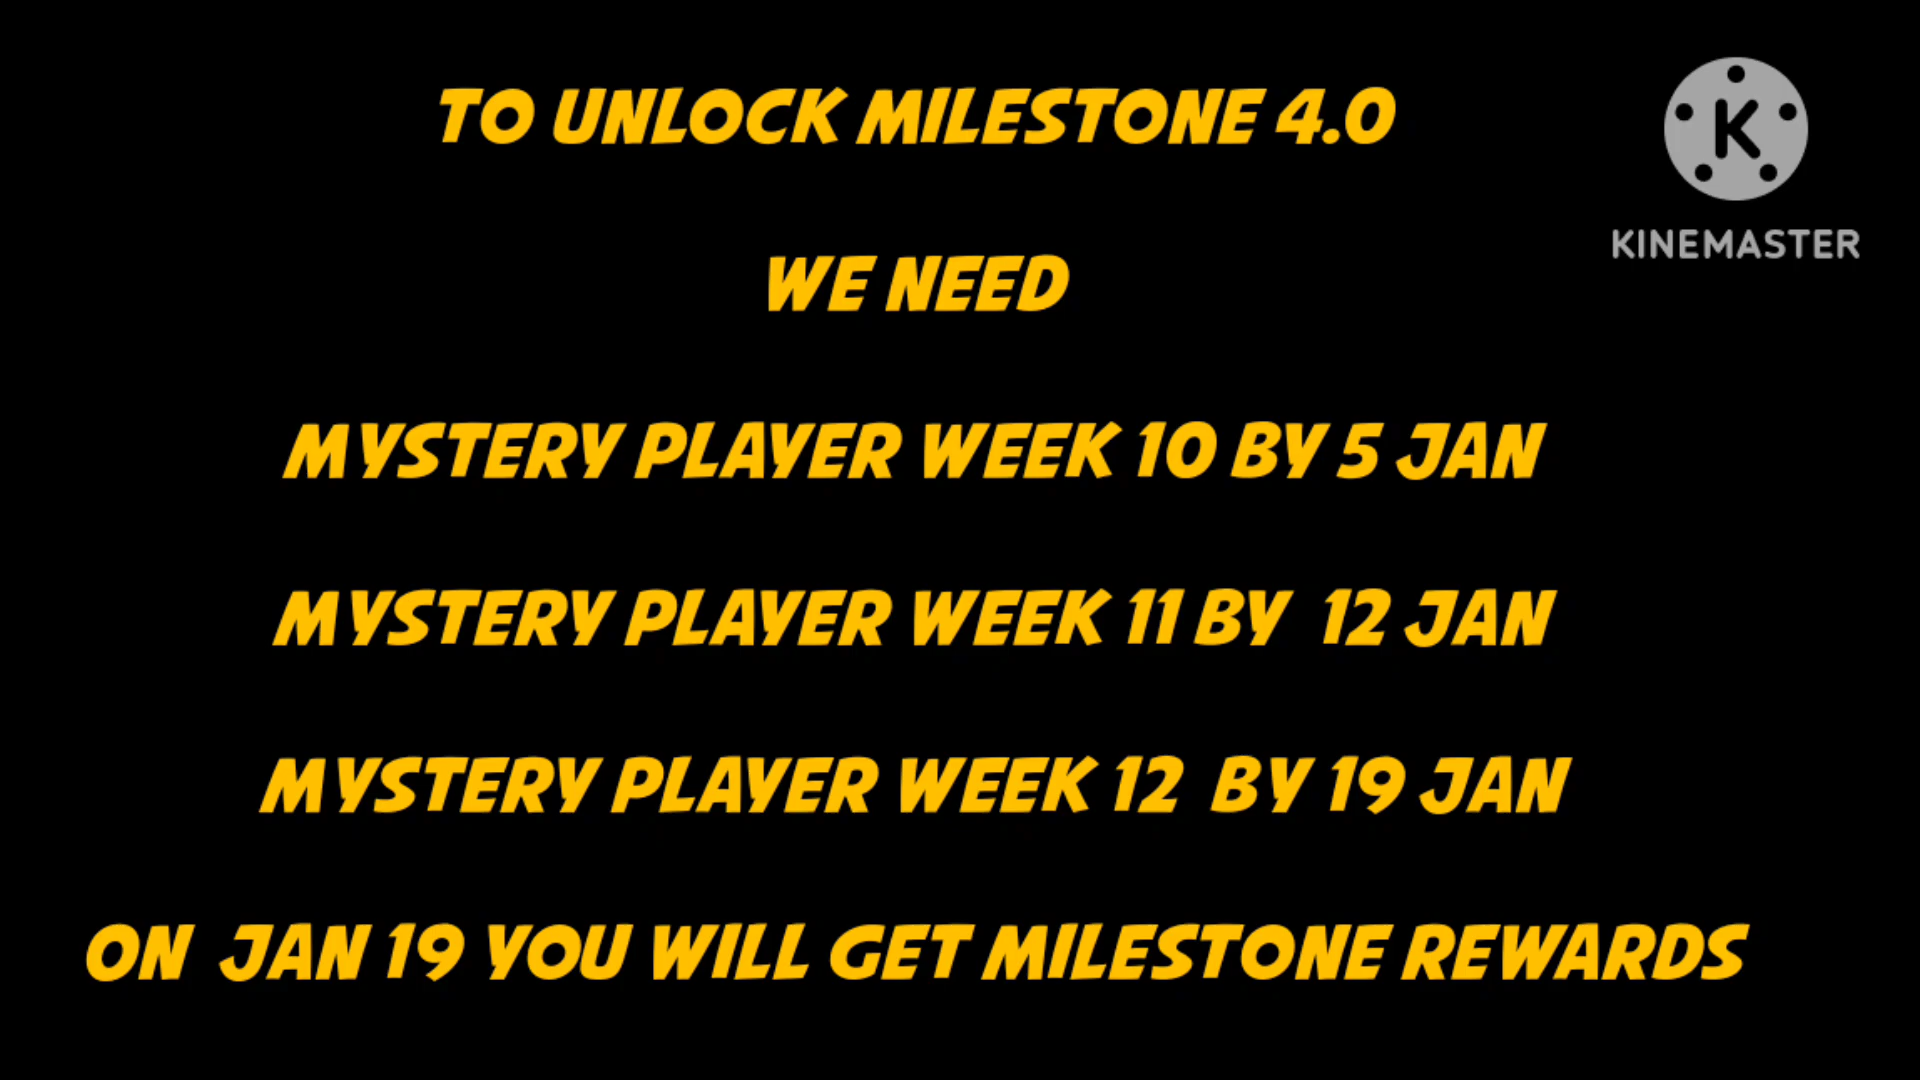 TO UNLOCK MILESTONE 4.0
K
KINEMASTER
WE NEED
MYSTERY PLAYER WEEK 10 BY 5 JAN
MYSTERY PLAYER WEEK 11 BY 12 JAN
MYSTERY PLAYER WEEK 12 BY 19 JAN
ON JAN 19 YOU WILL GET MILESTONE REWARDS